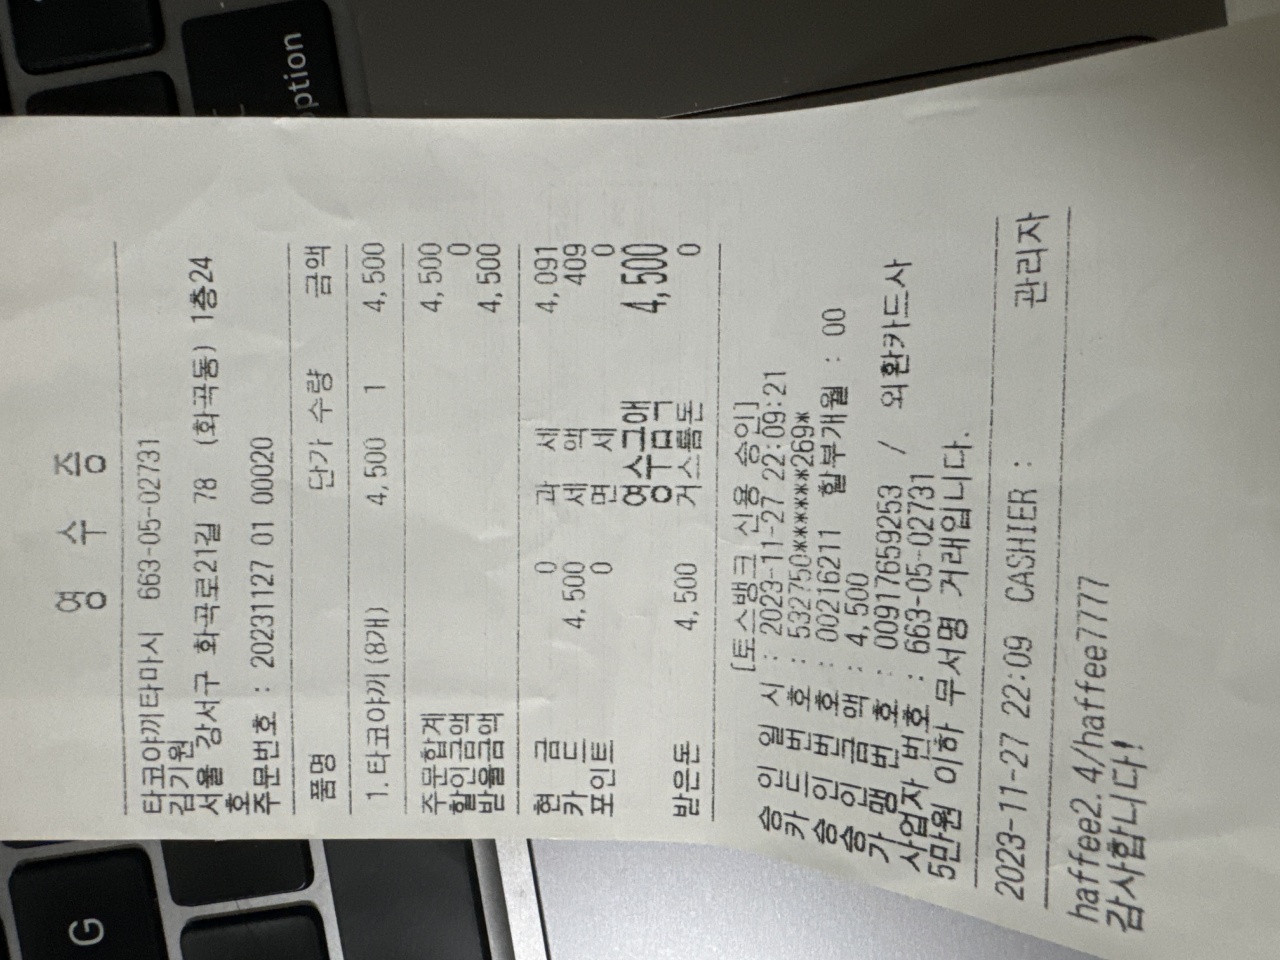 영 수 증
타코야끼타마시 663-05-02731
김기원
서울 강서구 화곡로21길 78 (화곡동) 1층24
호
주문번호 : 20231127 01 00020
품명 단가 수량 금액
1. 타코야끼(8개) 4,500 1 4,500
주문합계 4,500
할인금액 0
받을금액 4,500
현 금 0 과 세 4,091
카 드 4,500 세 액 409
포인트 0 면 세 0
영수금액 4,500
받은돈 4,500 거스름돈 0
[토스뱅크 신용 승인]
승 인 일 시 : 2023-11-27 22:09:21
카 드 번 호 : 532750******269*
승 인 번 호 : 00216211 할부개월 : 00
승 인 금 액 : 4,500
가 맹 번 호 : 00917659253 / 외환카드사
사업자 번호 : 663-05-02731
5만원 이하 무서명 거래입니다.
2023-11-27 22:09 CASHIER : 관리자
haffee2.4/haffee7777
감사합니다!
option
G